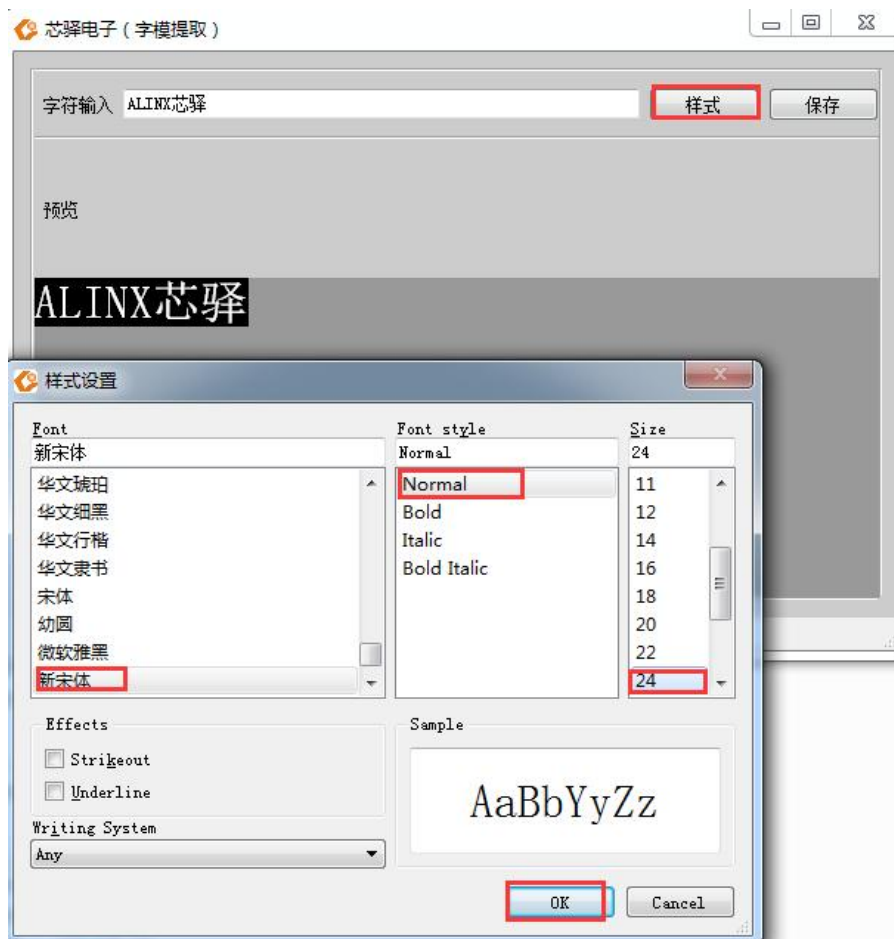 芯驿电子(字模提取)
字符输入 ALINX芯驿 样式 保存
预览
ALINX芯驿
样式设置
Font Font style Size
新宋体 Normal 24
华文琥珀 Normal 11
华文细黑 Bold 12
华文行楷 Italic 14
华文隶书 Bold Italic 16
宋体 18
幼圆 20
微软雅黑 22
新宋体 24
Effects Sample
Strikeout
Underline
AaBbYyZz
Writing System
Any
OK Cancel